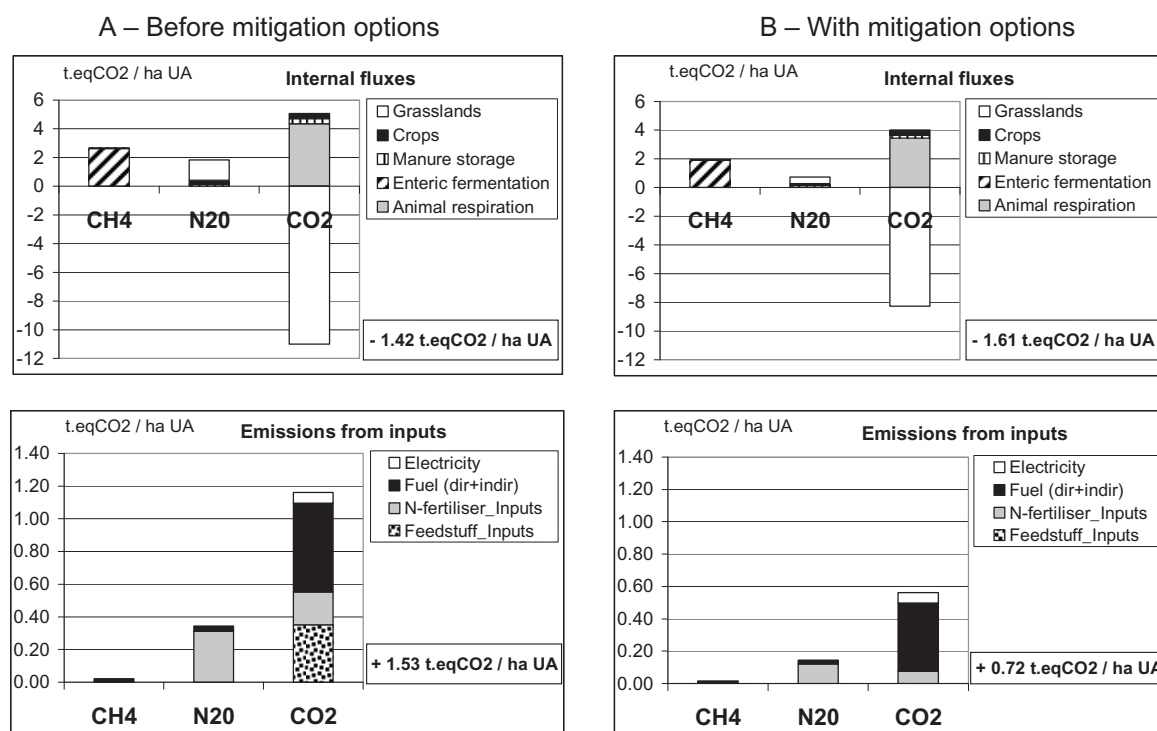 A – Before mitigation options
B – With mitigation options
t.eqCO2 / ha UA
Internal fluxes
6
4
2
0
-2
-4
-6
-8
-10
-12
CH4
N20
CO2
Grasslands
Crops
Manure storage
Enteric fermentation
Animal respiration
- 1.42 t.eqCO2 / ha UA
t.eqCO2 / ha UA
Internal fluxes
6
4
2
0
-2
-4
-6
-8
-10
-12
CH4
N20
CO2
Grasslands
Crops
Manure storage
Enteric fermentation
Animal respiration
- 1.61 t.eqCO2 / ha UA
t.eqCO2 / ha UA
Emissions from inputs
1.40
1.20
1.00
0.80
0.60
0.40
0.20
0.00
CH4
N20
CO2
Electricity
Fuel (dir+indir)
N-fertiliser_Inputs
Feedstuff_Inputs
+ 1.53 t.eqCO2 / ha UA
t.eqCO2 / ha UA
Emissions from inputs
1.40
1.20
1.00
0.80
0.60
0.40
0.20
0.00
CH4
N20
CO2
Electricity
Fuel (dir+indir)
N-fertiliser_Inputs
Feedstuff_Inputs
+ 0.72 t.eqCO2 / ha UA